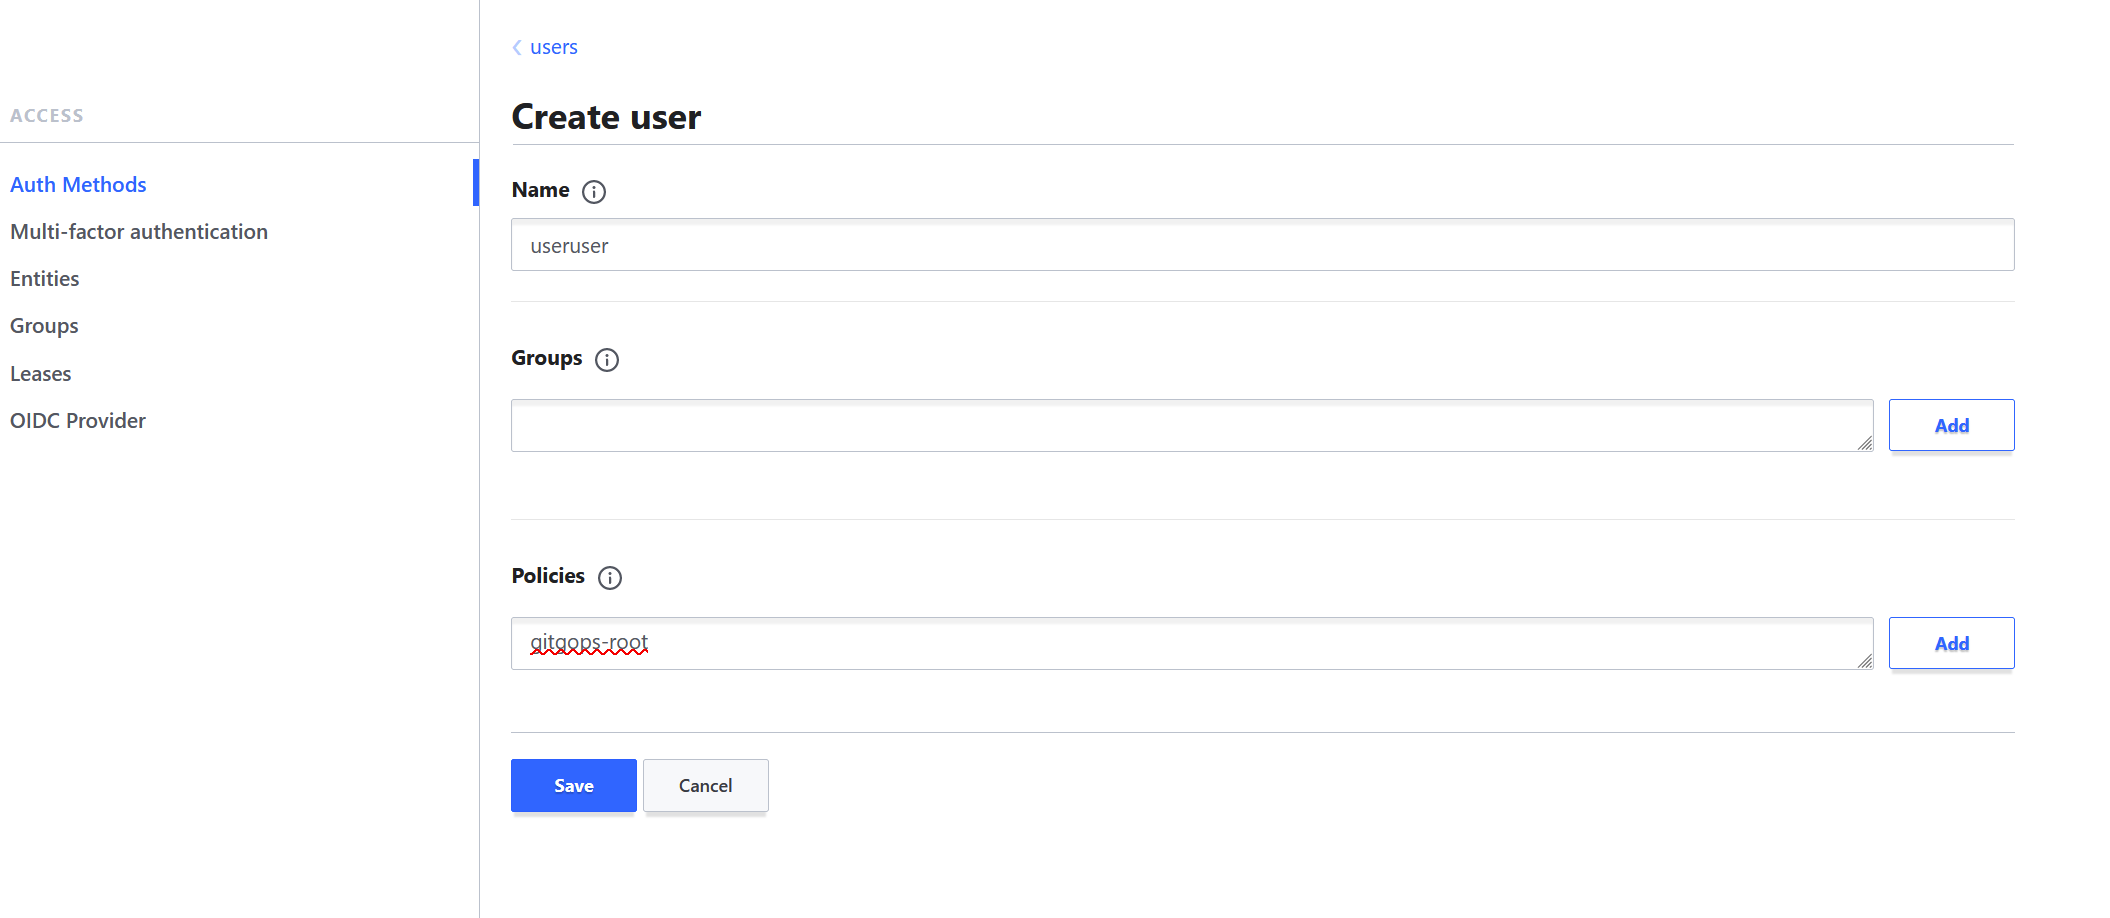 ACCESS
Auth Methods
Multi-factor authentication
Entities
Groups
Leases
OIDC Provider
users
Create user
Name
useruser
Groups
Add
Policies
gitgops-root
Add
Save
Cancel